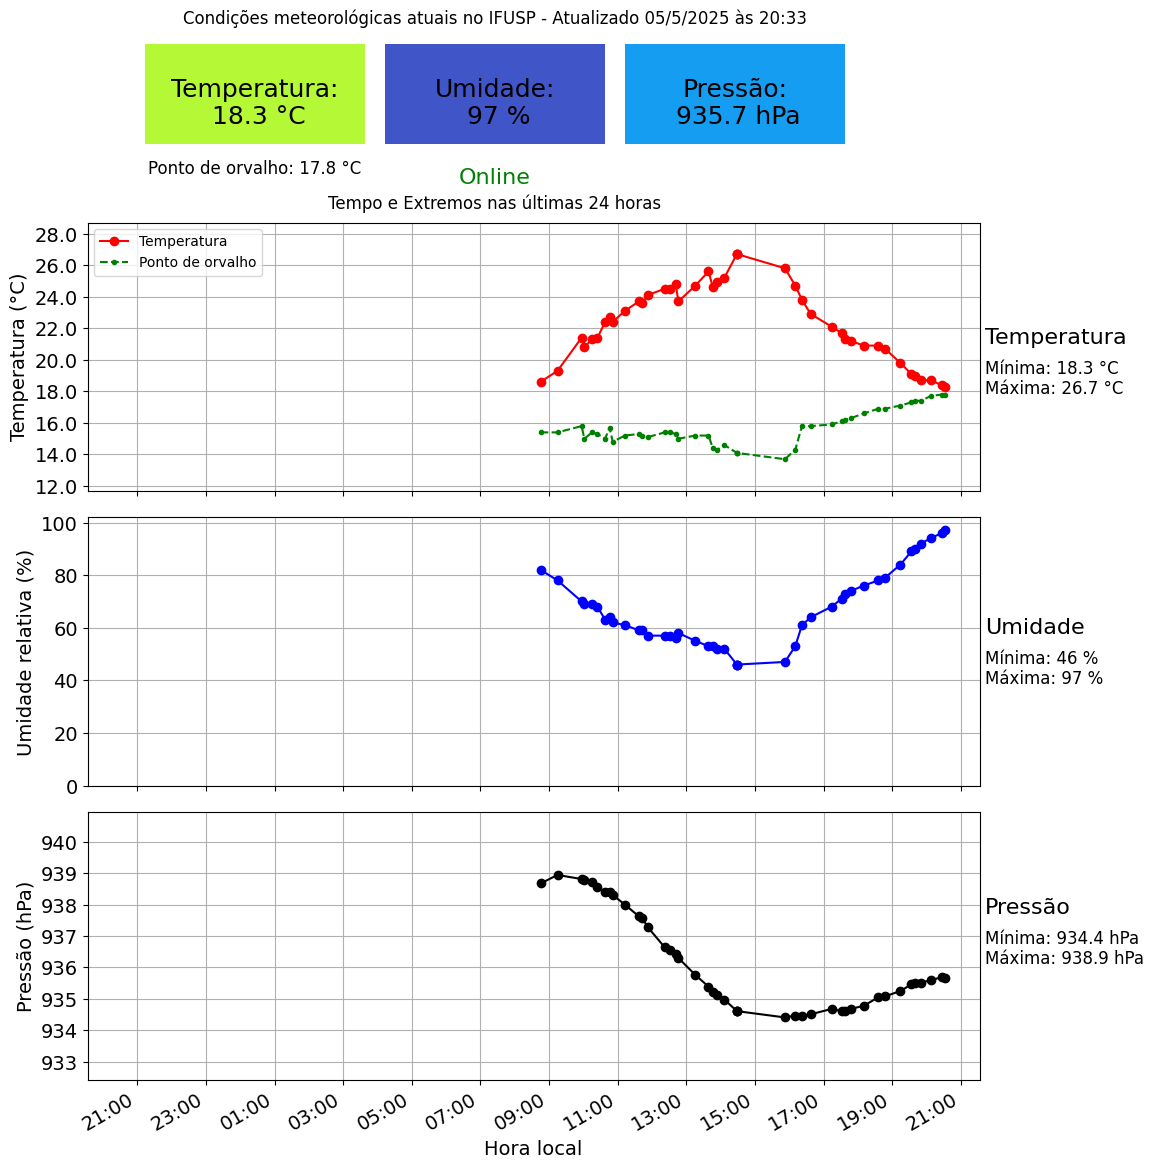 Condições meteorológicas atuais no IFUSP - Atualizado 05/5/2025 às 20:33
Temperatura:
18.3 °C
Umidade:
97 %
Pressão:
935.7 hPa
Ponto de orvalho: 17.8 °C
Online
Tempo e Extremos nas últimas 24 horas
Temperatura (°C)
28.0
26.0
24.0
22.0
20.0
18.0
16.0
14.0
12.0
Temperatura
Ponto de orvalho
Temperatura
Mínima: 18.3 °C
Máxima: 26.7 °C
Umidade relativa (%)
100
80
60
40
20
0
Umidade
Mínima: 46 %
Máxima: 97 %
Pressão (hPa)
940
939
938
937
936
935
934
933
Pressão
Mínima: 934.4 hPa
Máxima: 938.9 hPa
21:00
23:00
01:00
03:00
05:00
07:00
09:00
11:00
13:00
15:00
17:00
19:00
21:00
Hora local